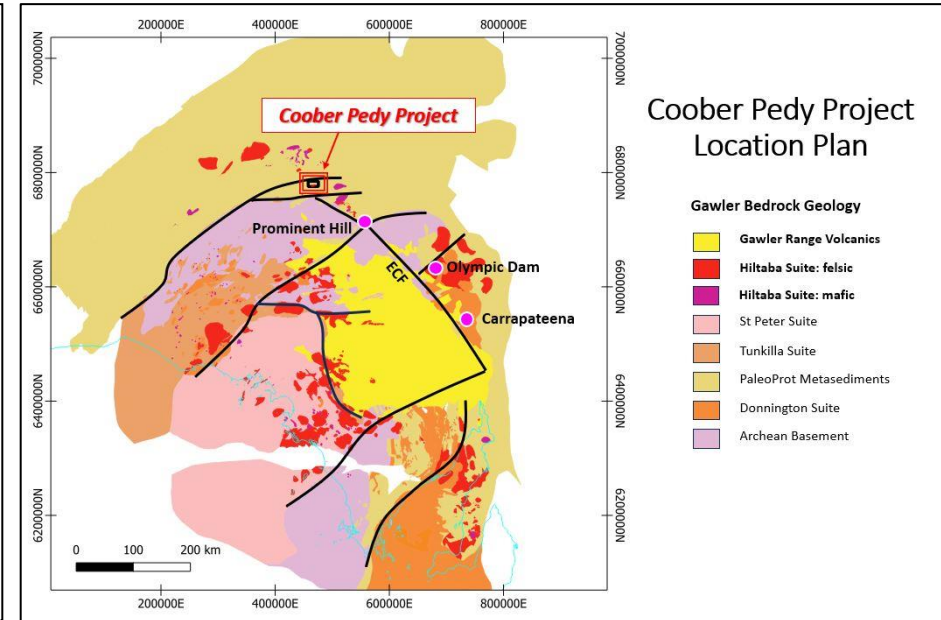 200000E 400000E 600000E 800000E
7000000N 7000000N
Coober Pedy Project
6800000N 6800000N
Prominent Hill
ECF
Olympic Dam
6600000N 6600000N
Carrapateena
6400000N 6400000N
6200000N 6200000N
0 100 200 km
200000E 400000E 600000E 800000E
Coober Pedy Project
Location Plan
Gawler Bedrock Geology
Gawler Range Volcanics
Hiltaba Suite: felsic
Hiltaba Suite: mafic
St Peter Suite
Tunkilla Suite
PaleoProt Metasediments
Donnington Suite
Archean Basement